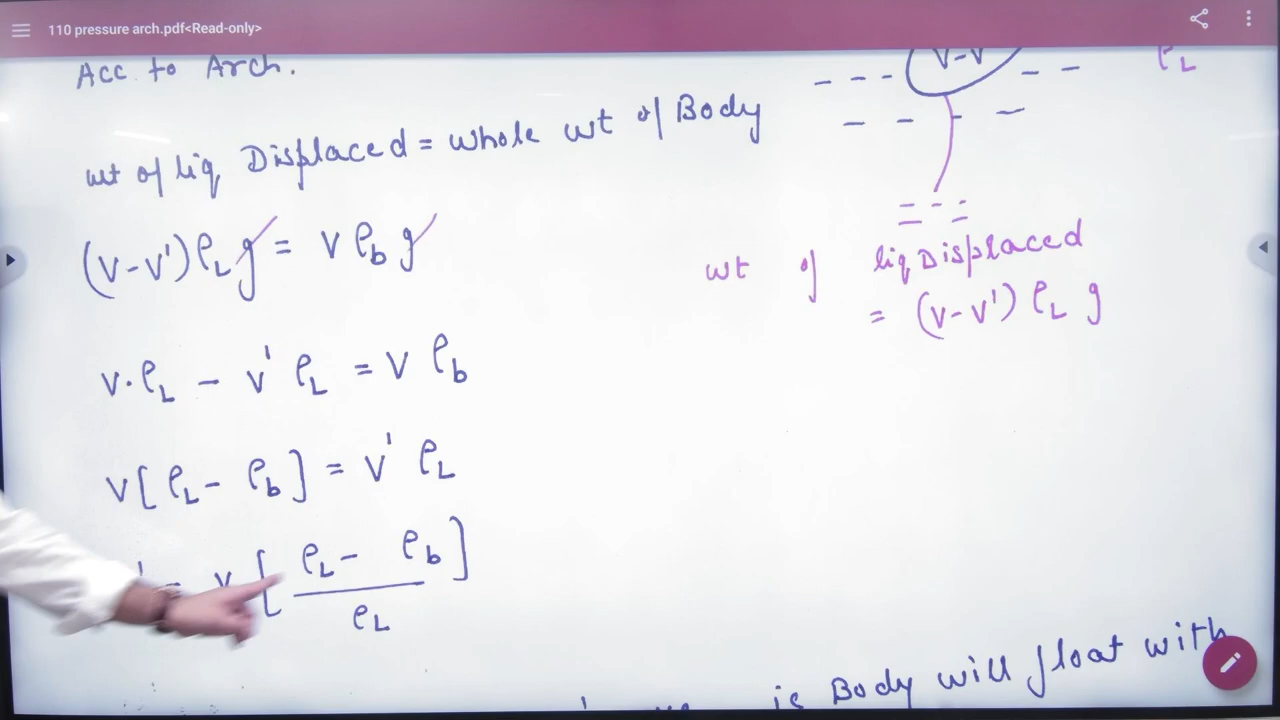 110 pressure arch.pdf<Read-only>
Acc to Arch.
wt of liq Displaced = whole wt of Body
(v-v')ρL g = v ρb g
v.ρL - v' ρL = v ρb
v[ρL - ρb] = v' ρL
v [ρL - ρb]
ρL
v-v'
ρL
wt of liq Displaced
= (v-v') ρL g
is Body will float with